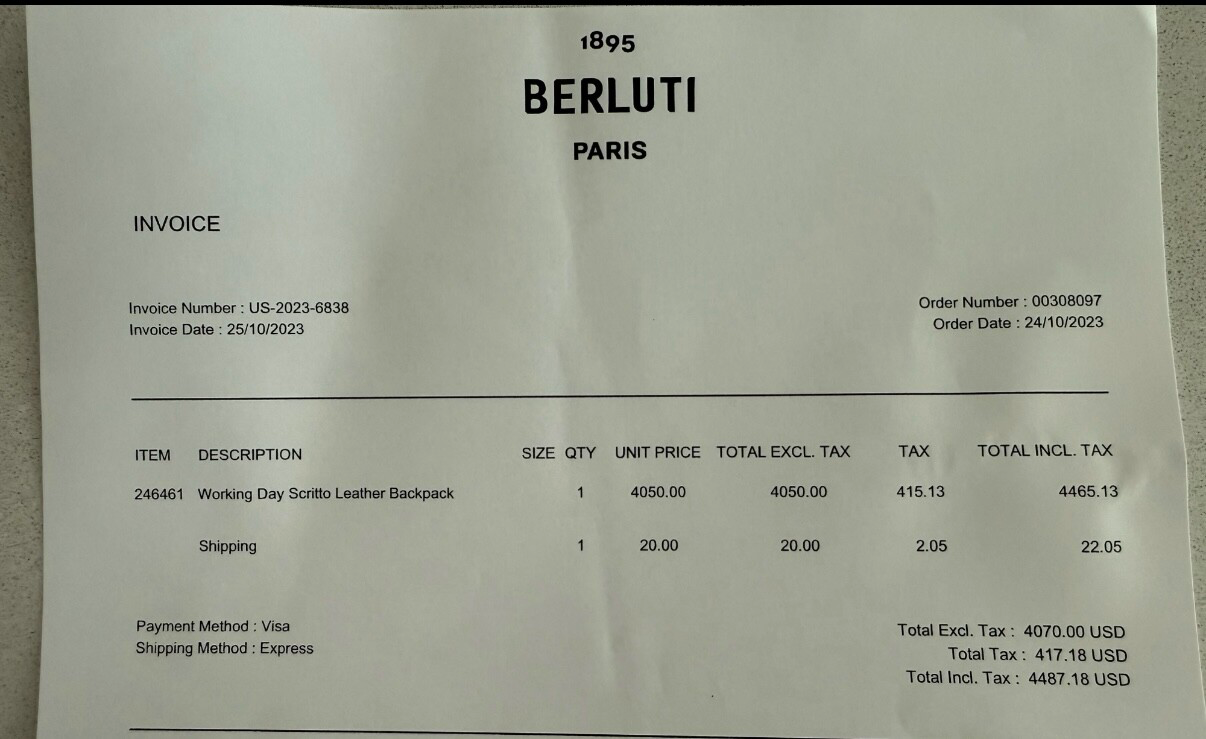 1895
BERLUTI
PARIS
INVOICE
Invoice Number : US-2023-6838
Invoice Date : 25/10/2023
Order Number : 00308097
Order Date : 24/10/2023
ITEM DESCRIPTION SIZE QTY UNIT PRICE TOTAL EXCL. TAX TAX TOTAL INCL. TAX
246461 Working Day Scritto Leather Backpack 1 4050.00 4050.00 415.13 4465.13
Shipping 1 20.00 20.00 2.05 22.05
Payment Method : Visa
Shipping Method : Express
Total Excl. Tax : 4070.00 USD
Total Tax : 417.18 USD
Total Incl. Tax : 4487.18 USD